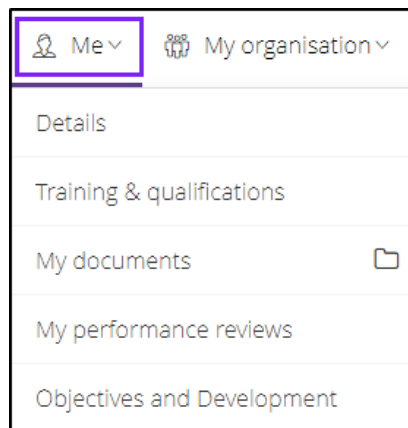 Me My organisation
Details
Training & qualifications
My documents
My performance reviews
Objectives and Development